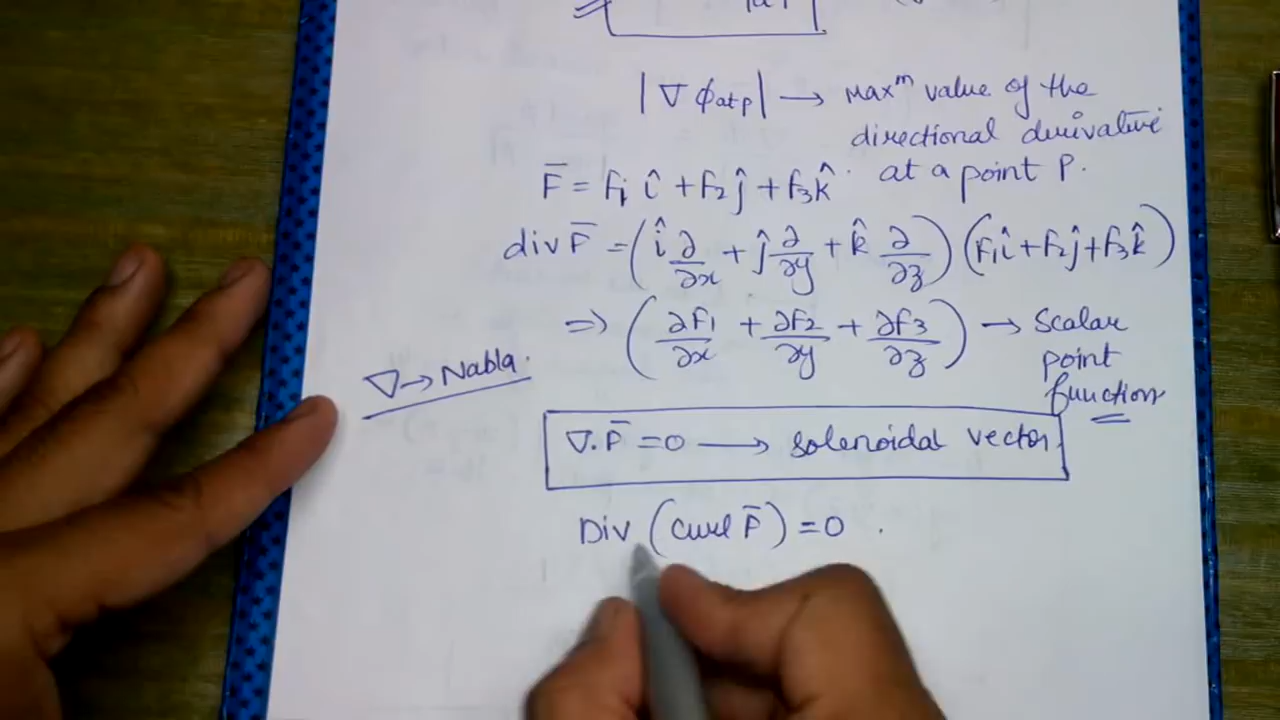 |∇ ϕat p| → maxᵐ value of the
directional derivative
at a point P.
F̄ = F₁ î + F₂ ĵ + F₃ k̂
div F̄ = (î ∂/∂x + ĵ ∂/∂y + k̂ ∂/∂z) (F₁î + F₂ĵ + F₃k̂)
⇒ (∂F₁/∂x + ∂F₂/∂y + ∂F₃/∂z) → Scalar
point
function
∇ → Nabla.
∇. F̄ = 0 → solenoidal vector
Div (Curl F̄) = 0